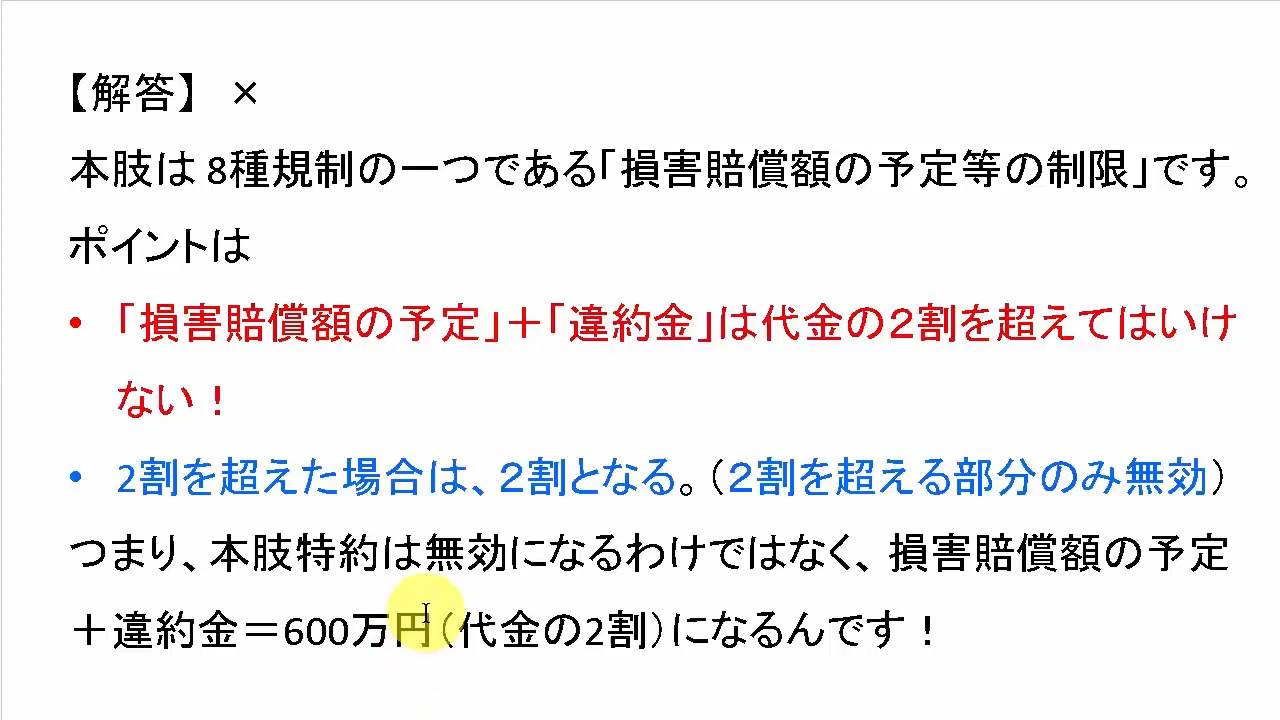 【解答】 ×
本肢は8種規制の一つである「損害賠償額の予定等の制限」です。
ポイントは
• 「損害賠償額の予定」＋「違約金」は代金の２割を超えてはいけ
ない！
• 2割を超えた場合は、２割となる。（２割を超える部分のみ無効）
つまり、本肢特約は無効になるわけではなく、損害賠償額の予定
＋違約金＝600万円（代金の2割）になるんです！